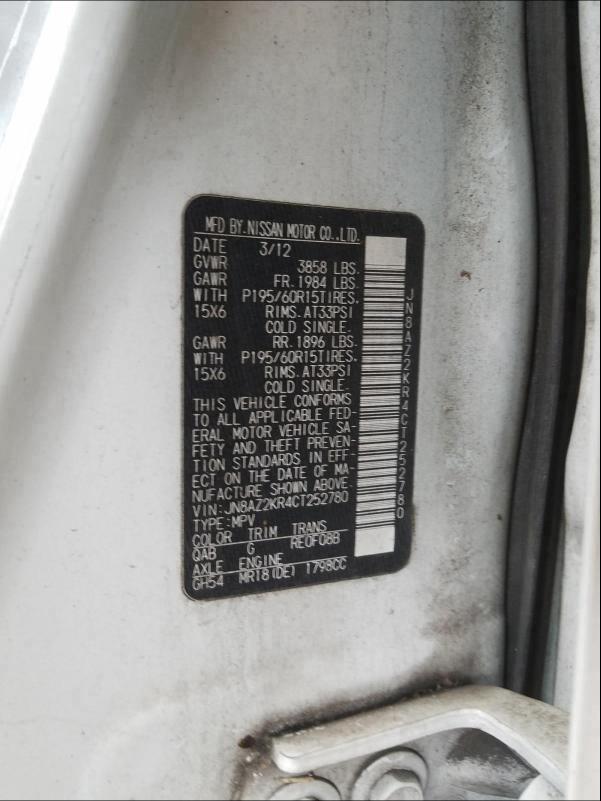 MFD BY.NISSAN MOTOR CO.,LTD.
DATE 3/12
GVWR 3858 LBS.
GAWR FR.1984 LBS.
WITH P195/60R15TIRES.
15X6 RIMS.AT33PSI
COLD SINGLE.
GAWR RR.1896 LBS.
WITH P195/60R15TIRES.
15X6 RIMS.AT33PSI
COLD SINGLE.
THIS VEHICLE CONFORMS
TO ALL APPLICABLE FED-
ERAL MOTOR VEHICLE SA-
FETY AND THEFT PREVEN-
TION STANDARDS IN EFF-
ECT ON THE DATE OF MA-
NUFACTURE SHOWN ABOVE.
VIN:JN8AZ2KR4CT252780
TYPE:MPV
COLOR TRIM TRANS
QAB G RE0F08B
AXLE ENGINE
GH54 MR18(DE) 1798CC
JN8AZ2KR4CT252780